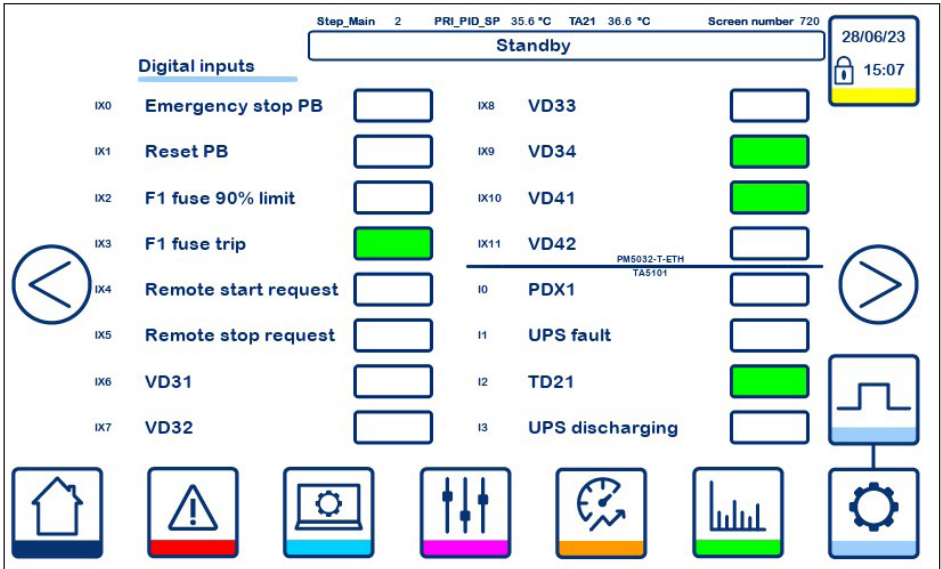 Step_Main 2 PRI_PID_SP 35.6 °C TA21 36.6 °C Screen number 720
Standby
28/06/23
15:07
Digital inputs
IX0 Emergency stop PB
IX1 Reset PB
IX2 F1 fuse 90% limit
IX3 F1 fuse trip
IX4 Remote start request
IX5 Remote stop request
IX6 VD31
IX7 VD32
IX8 VD33
IX9 VD34
IX10 VD41
IX11 VD42
PM5032-T-ETH
TA5101
I0 PDX1
I1 UPS fault
I2 TD21
I3 UPS discharging